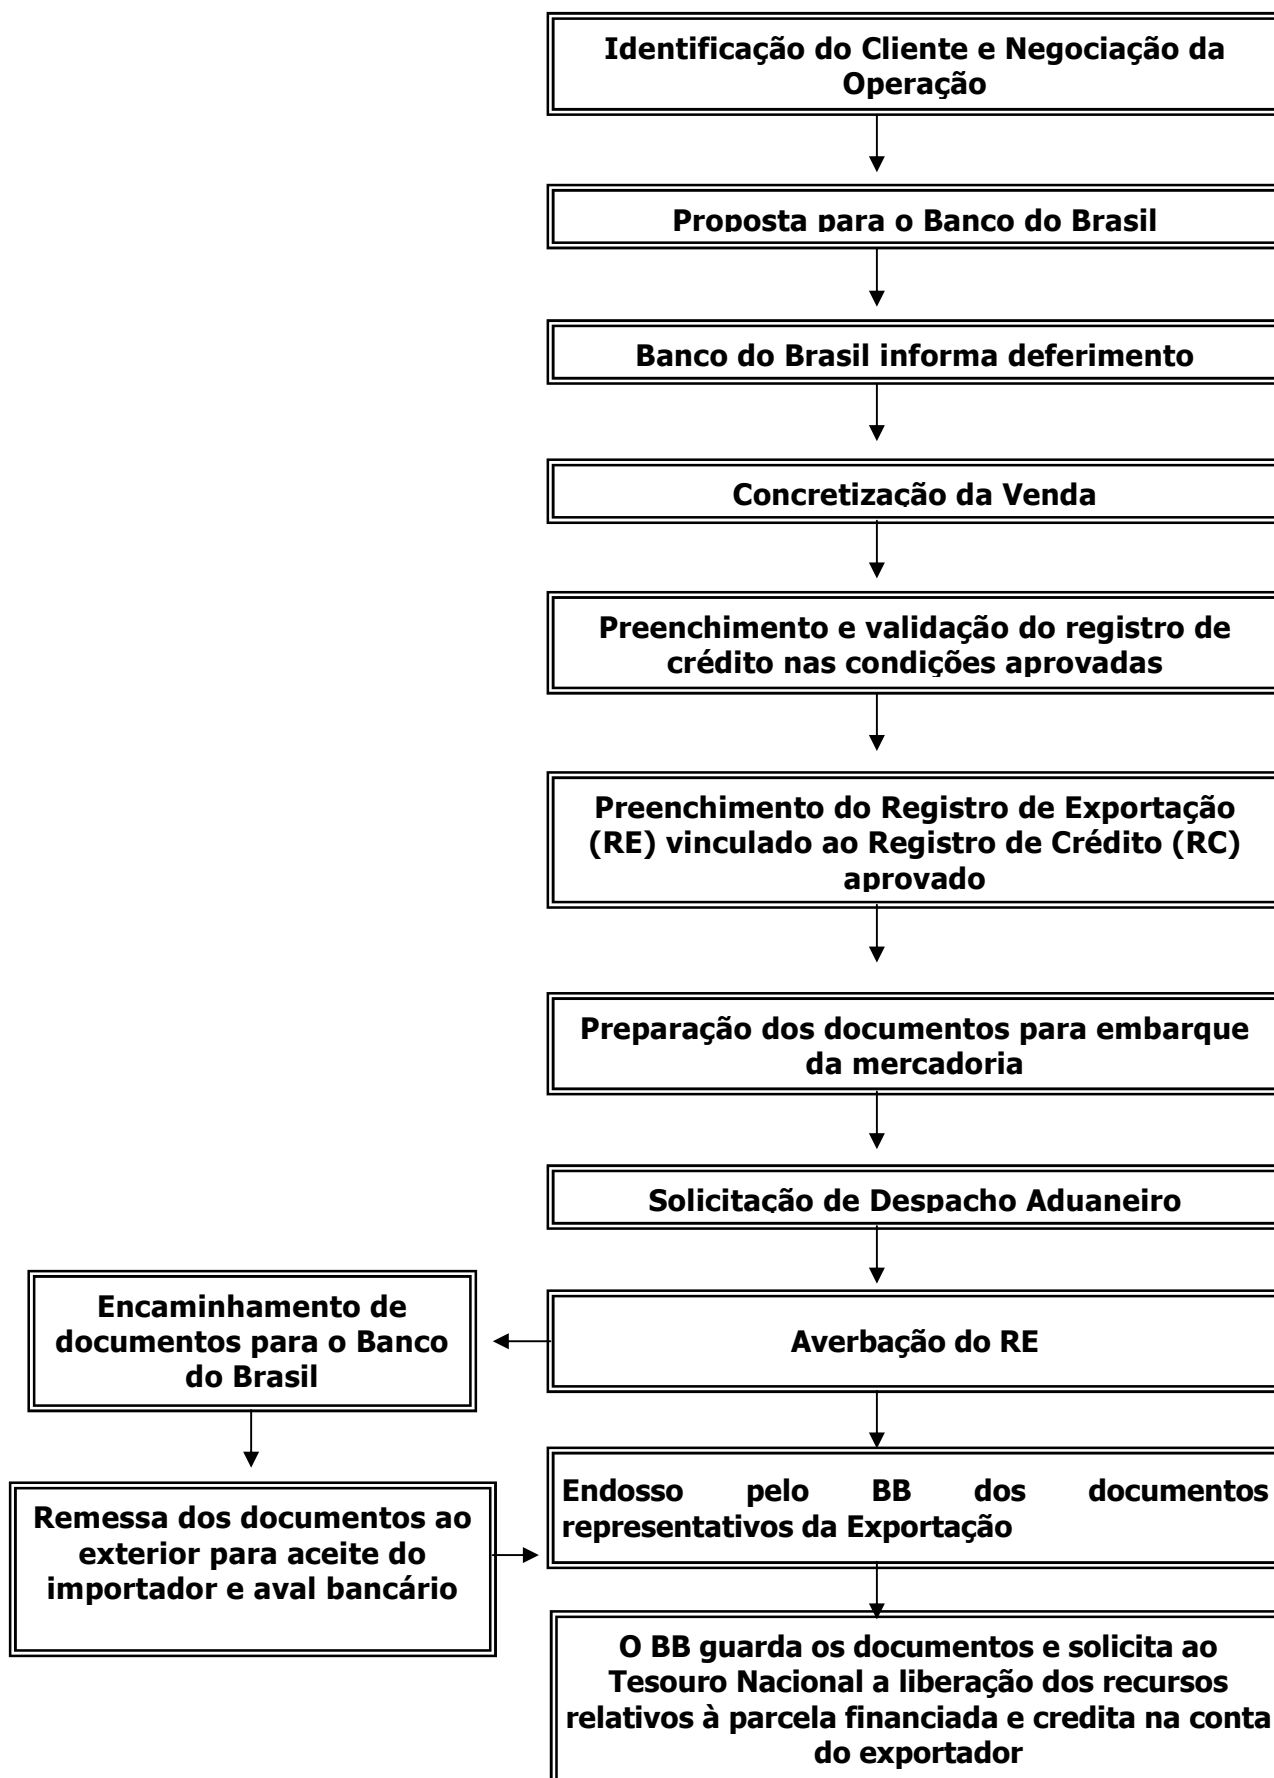 Identificação do Cliente e Negociação da
Operação
Proposta para o Banco do Brasil
Banco do Brasil informa deferimento
Concretização da Venda
Preenchimento e validação do registro de
crédito nas condições aprovadas
Preenchimento do Registro de Exportação
(RE) vinculado ao Registro de Crédito (RC)
aprovado
Preparação dos documentos para embarque
da mercadoria
Solicitação de Despacho Aduaneiro
Averbação do RE
Encaminhamento de
documentos para o Banco
do Brasil
Remessa dos documentos ao
exterior para aceite do
importador e aval bancário
Endosso pelo BB dos documentos
representativos da Exportação
O BB guarda os documentos e solicita ao
Tesouro Nacional a liberação dos recursos
relativos à parcela financiada e credita na conta
do exportador